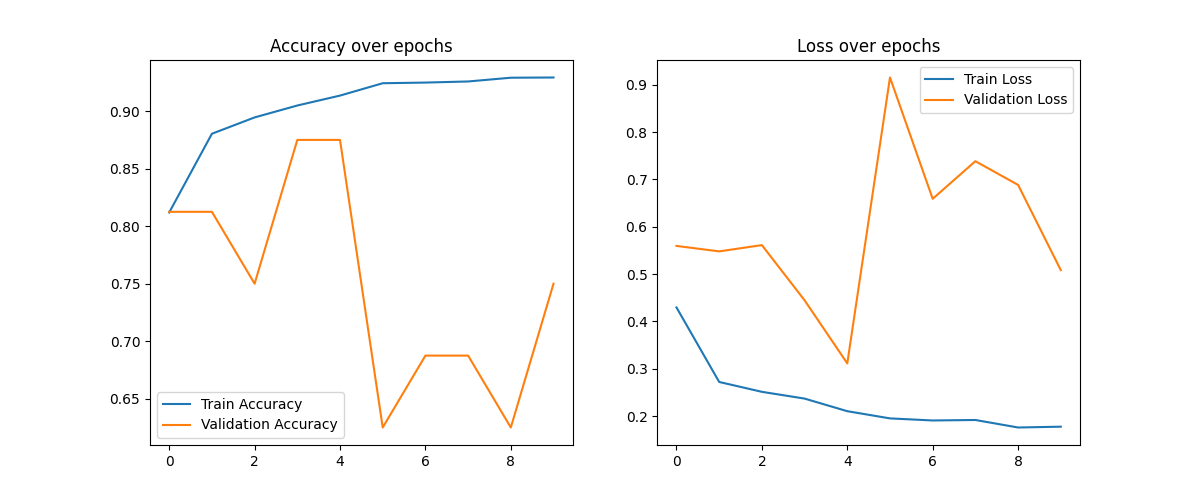 Accuracy over epochs
0.90
0.85
0.80
0.75
0.70
0.65
Train Accuracy
Validation Accuracy
0 2 4 6 8
Loss over epochs
0.9
0.8
0.7
0.6
0.5
0.4
0.3
0.2
Train Loss
Validation Loss
0 2 4 6 8